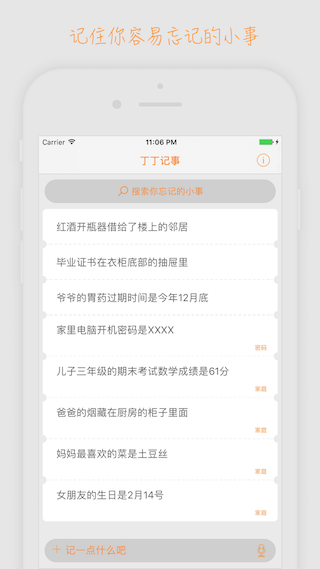 记住你容易忘记的小事
Carrier 11:06 PM
丁丁记事
搜索你忘记的小事
红酒开瓶器借给了楼上的邻居
毕业证书在衣柜底部的抽屉里
爷爷的胃药过期时间是今年12月底
家里电脑开机密码是XXXX
密码
儿子三年级的期末考试数学成绩是61分
家庭
爸爸的烟藏在厨房的柜子里面
家庭
妈妈最喜欢的菜是土豆丝
家庭
女朋友的生日是2月14号
家庭
+ 记一点什么吧